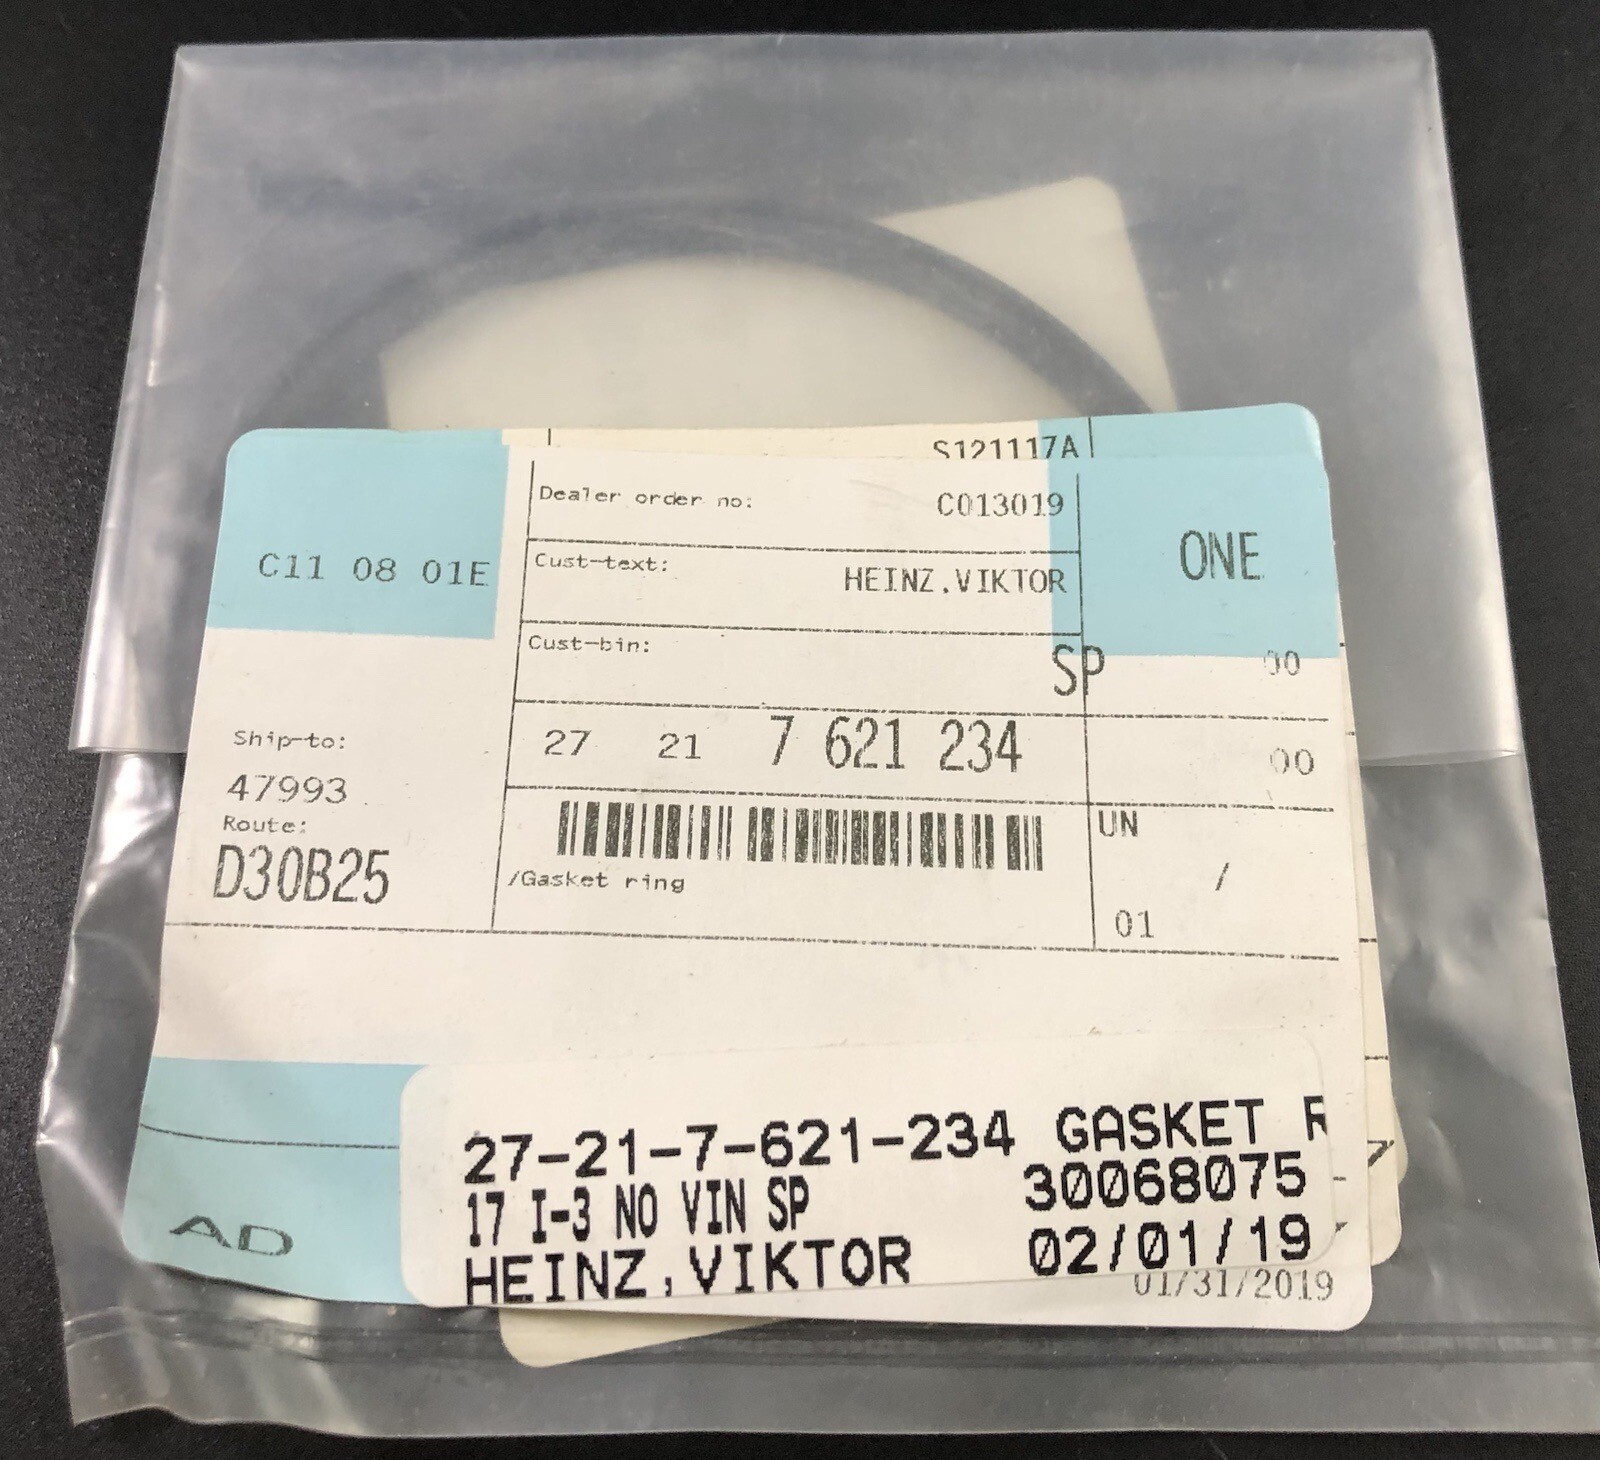 S121117A
Dealer order no: C013019
C11 08 01E
Cust-text: HEINZ,VIKTOR
ONE
Cust-bin:
SP 00
Ship-to:
47993
27 21 7 621 234 00
Route:
D30B25
/Gasket ring
UN
/
01
27-21-7-621-234 GASKET R
17 I-3 NO VIN SP 30068075
HEINZ,VIKTOR 02/01/19
AD
01/31/2019